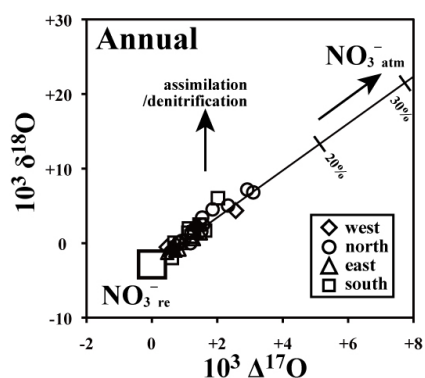 Annual
+30
+20
+10
0
-10
10³ δ¹⁸O
assimilation
/denitrification
NO₃⁻atm
30%
20%
NO₃⁻re
west
north
east
south
-2 0 +2 +4 +6 +8
10³ Δ¹⁷O